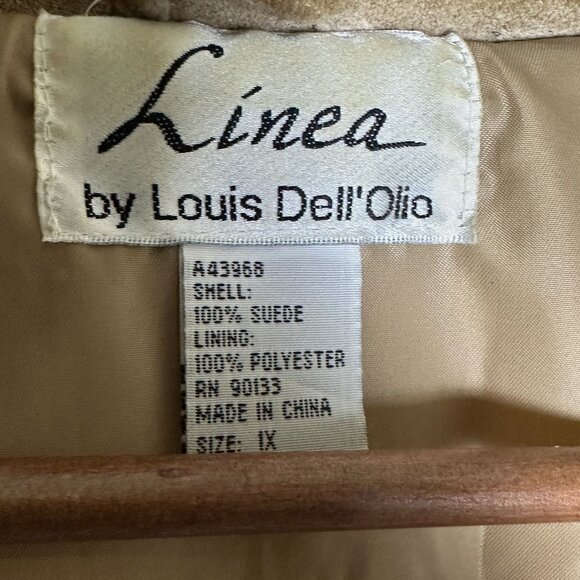 Linea
by Louis Dell'Olio
A43968
SHELL:
100% SUEDE
LINING:
100% POLYESTER
RN 90133
MADE IN CHINA
SIZE: 1X